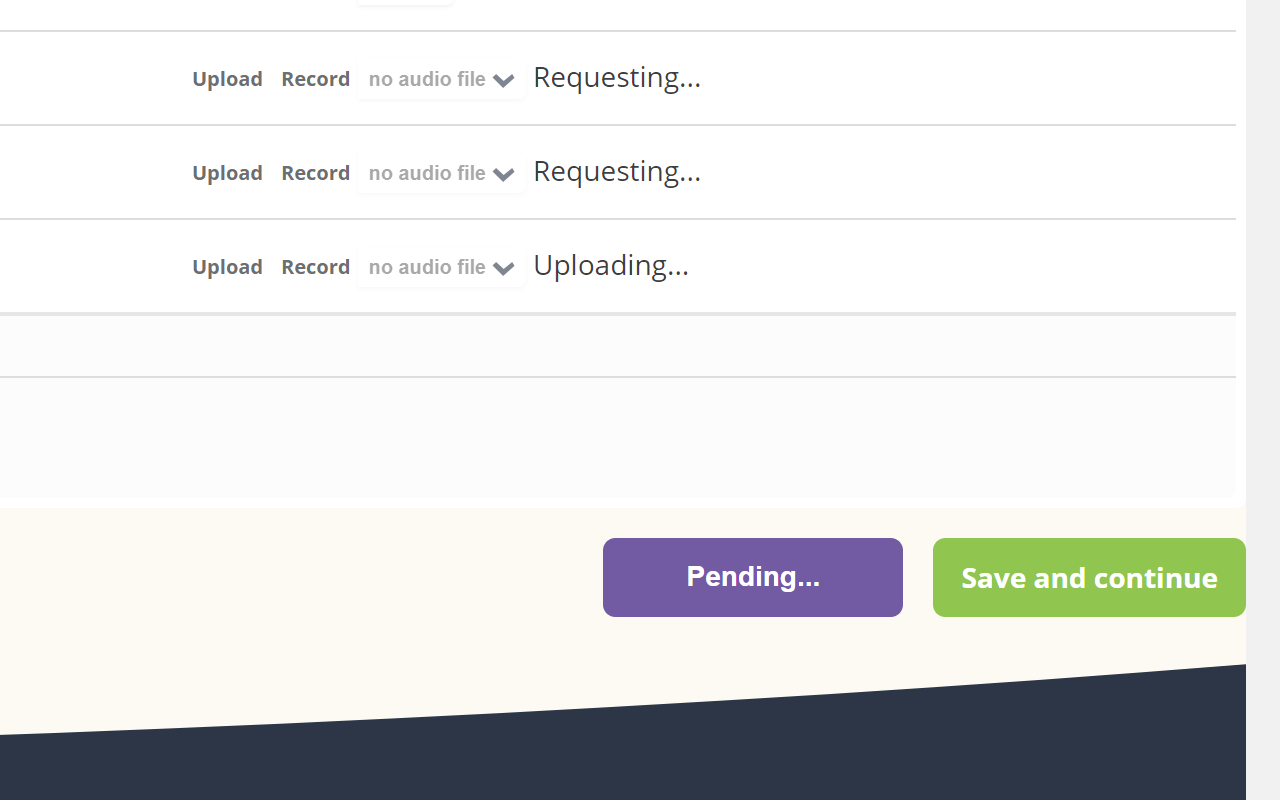 Upload Record no audio file Requesting...
Upload Record no audio file Requesting...
Upload Record no audio file Uploading...
Pending... Save and continue